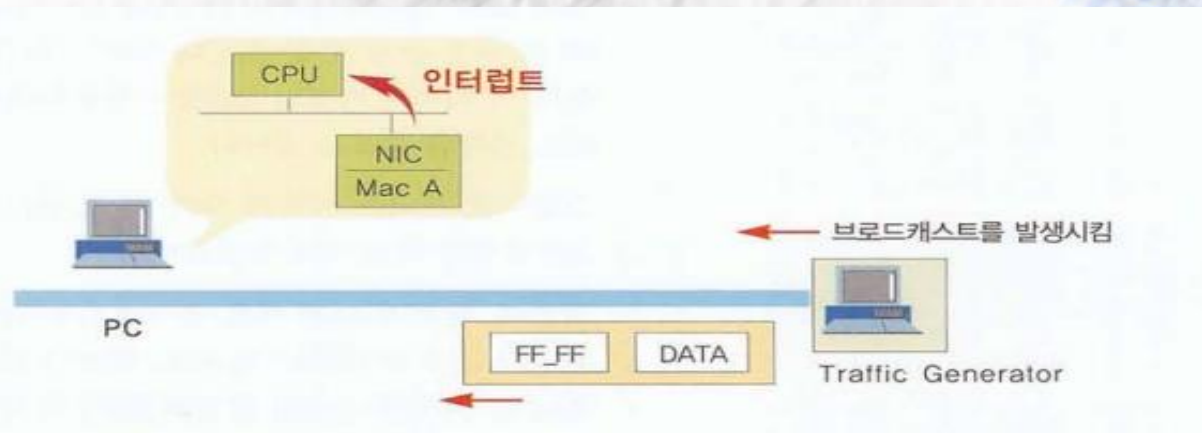 CPU
인터럽트
NIC
Mac A
브로드캐스트를 발생시킴
PC
FF_FF
DATA
Traffic Generator